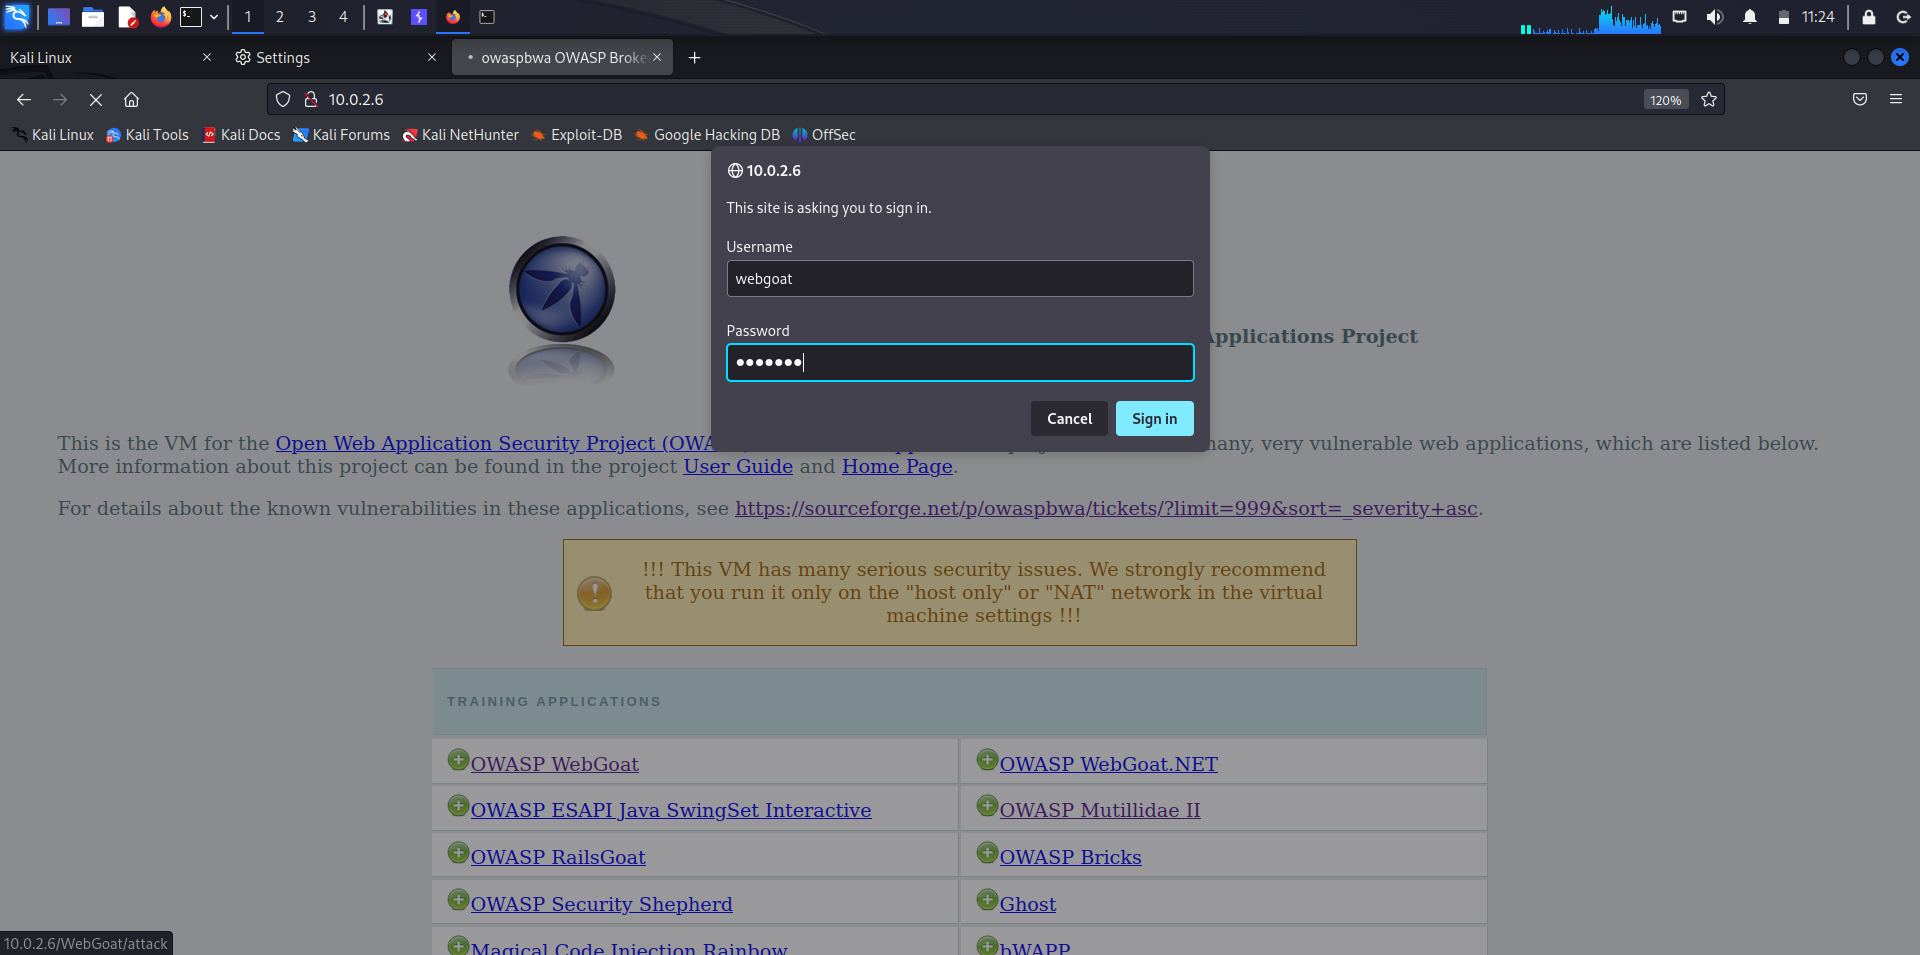 1 2 3 4
11:24
Kali Linux
Settings
owaspbwa OWASP Broke
10.0.2.6
120%
Kali Linux
Kali Tools
Kali Docs
Kali Forums
Kali NetHunter
Exploit-DB
Google Hacking DB
OffSec
10.0.2.6
This site is asking you to sign in.
Username
webgoat
Password
Cancel
Sign in
Applications Project
This is the VM for the Open Web Application Security Project (OWA many, very vulnerable web applications, which are listed below.
More information about this project can be found in the project User Guide and Home Page.
For details about the known vulnerabilities in these applications, see https://sourceforge.net/p/owaspbwa/tickets/?limit=999&sort=_severity+asc.
!!! This VM has many serious security issues. We strongly recommend
that you run it only on the "host only" or "NAT" network in the virtual
machine settings !!!
TRAINING APPLICATIONS
OWASP WebGoat
OWASP WebGoat.NET
OWASP ESAPI Java SwingSet Interactive
OWASP Mutillidae II
OWASP RailsGoat
OWASP Bricks
OWASP Security Shepherd
Ghost
Magical Code Injection Rainbow
bWAPP
10.0.2.6/WebGoat/attack